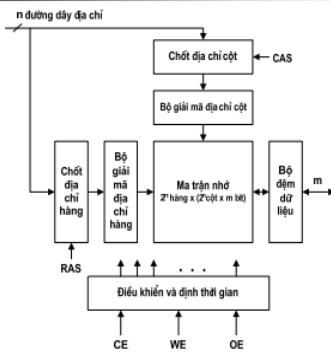 n đường dây địa chỉ
Chốt địa chỉ cột
CAS
Bộ giải mã địa chỉ cột
Chốt
địa
chỉ
hàng
Bộ
giải
mã
địa
chỉ
hàng
Ma trận nhớ
2ⁿ hàng x (2ⁿ cột x m bit)
Bộ
đệm
dữ
liệu
m
RAS
. . .
Điều khiển và định thời gian
CE
WE
OE